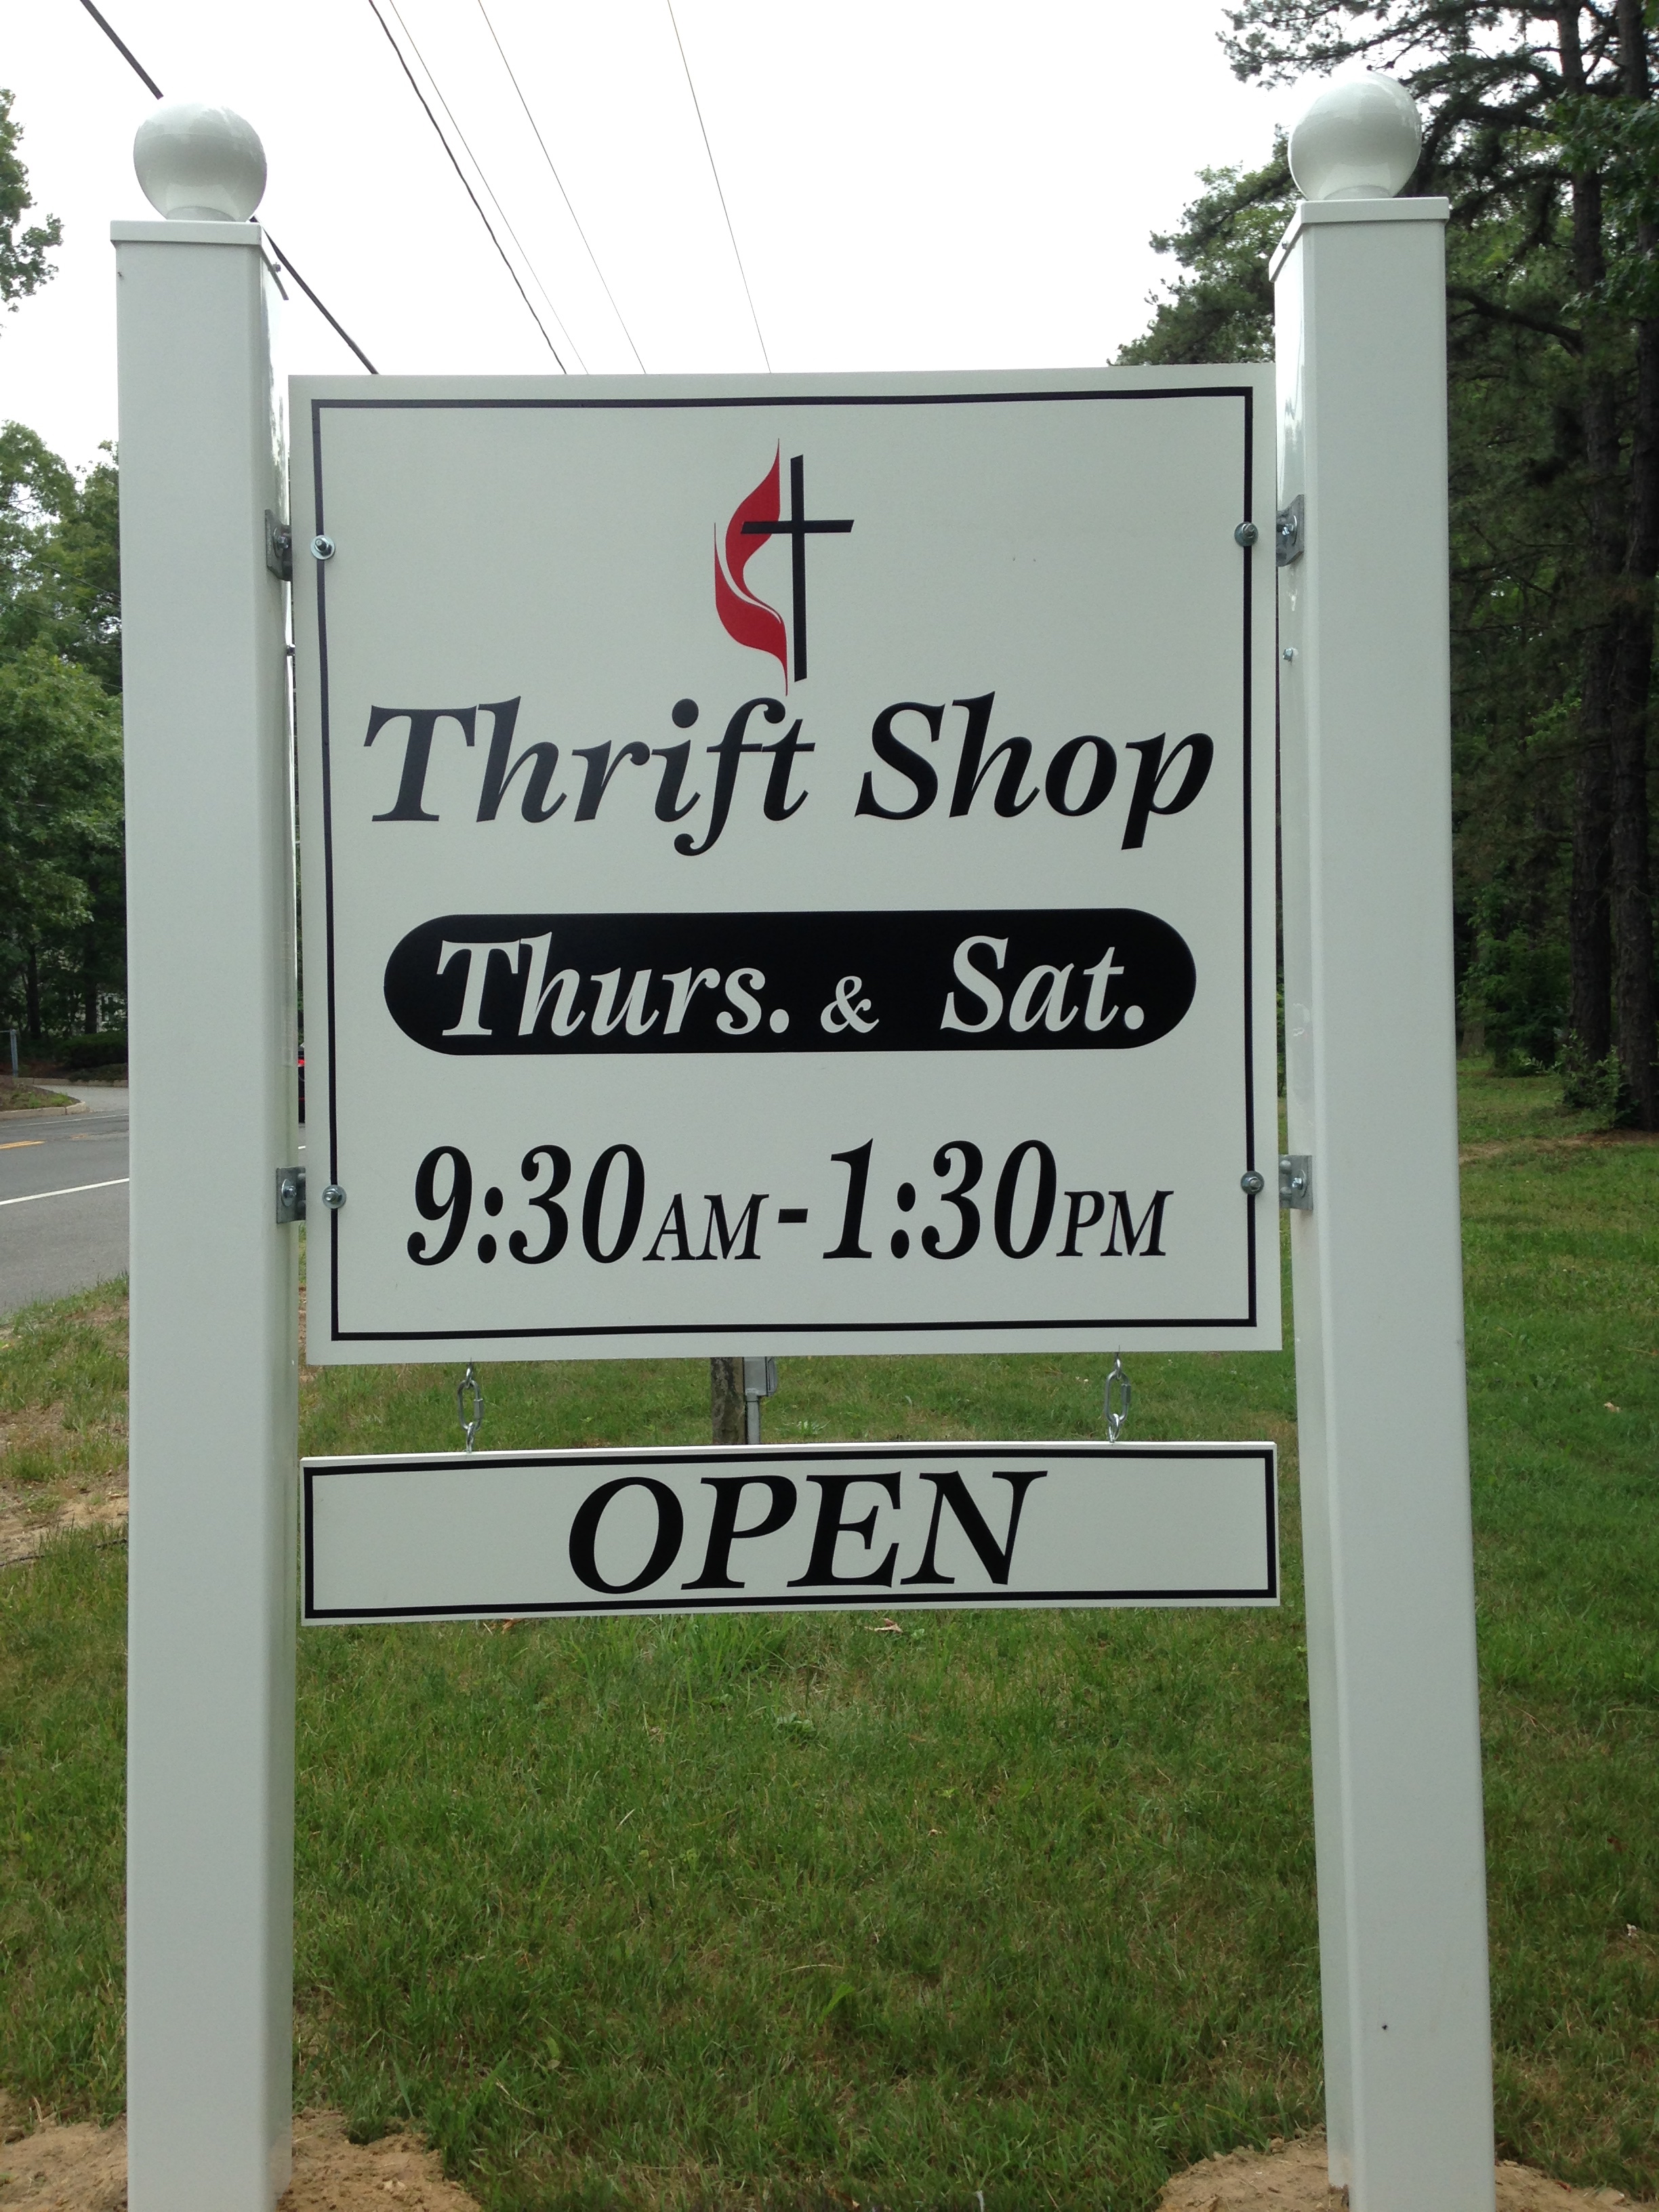 Thrift Shop
Thurs. & Sat.
9:30AM-1:30PM
OPEN